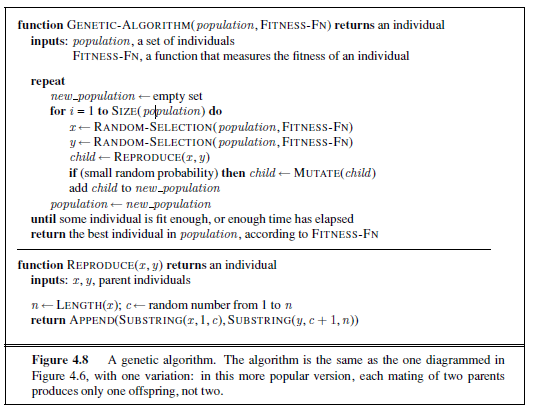 function GENETIC-ALGORITHM(population, FITNESS-FN) returns an individual
inputs: population, a set of individuals
FITNESS-FN, a function that measures the fitness of an individual
repeat
new_population ← empty set
for i = 1 to SIZE(population) do
x ← RANDOM-SELECTION(population, FITNESS-FN)
y ← RANDOM-SELECTION(population, FITNESS-FN)
child ← REPRODUCE(x, y)
if (small random probability) then child ← MUTATE(child)
add child to new_population
population ← new_population
until some individual is fit enough, or enough time has elapsed
return the best individual in population, according to FITNESS-FN
function REPRODUCE(x, y) returns an individual
inputs: x, y, parent individuals
n ← LENGTH(x); c ← random number from 1 to n
return APPEND(SUBSTRING(x, 1, c), SUBSTRING(y, c + 1, n))
Figure 4.8 A genetic algorithm. The algorithm is the same as the one diagrammed in
Figure 4.6, with one variation: in this more popular version, each mating of two parents
produces only one offspring, not two.